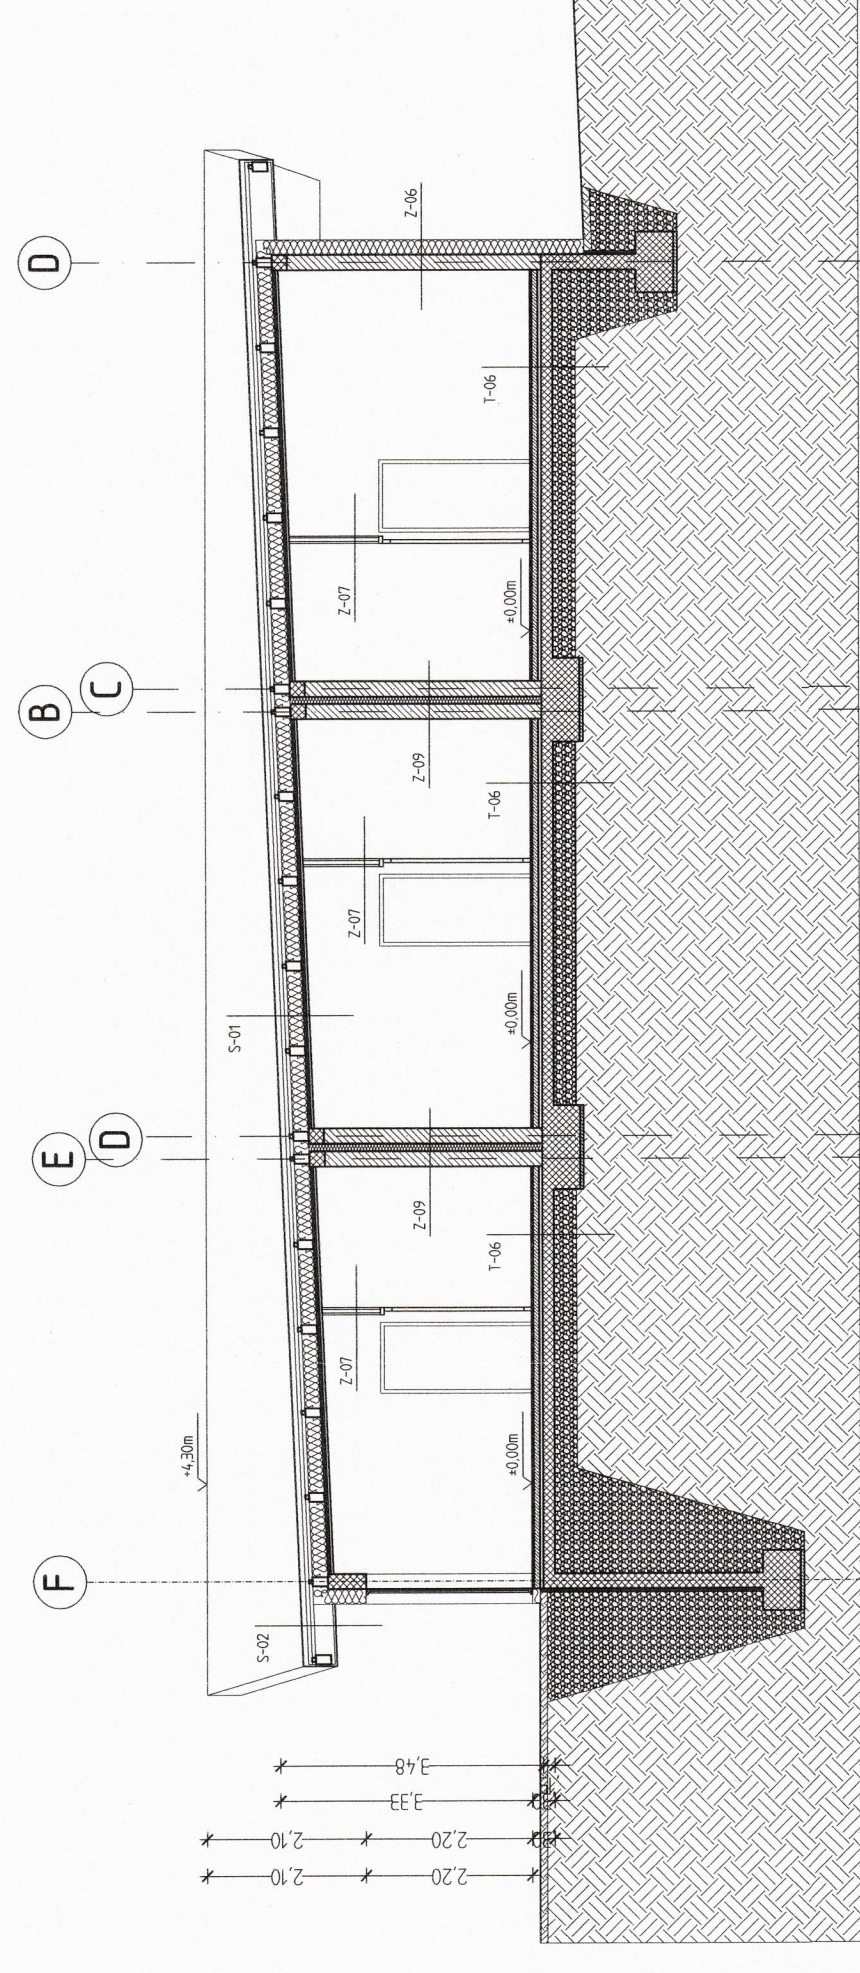 F
E
D
B
C
D
+4,30m
S-02
S-01
Z-07
Z-09
Z-07
Z-09
Z-07
Z-06
±0,00m
T-06
±0,00m
T-06
±0,00m
T-06
2,10
2,20
2,10
2,20
3,33
3,48